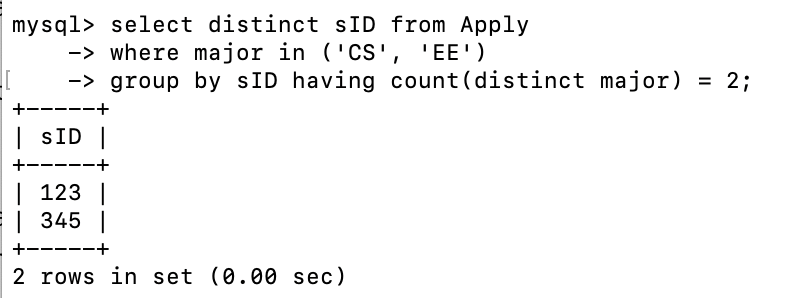 mysql> select distinct sID from Apply
    -> where major in ('CS', 'EE')
    -> group by sID having count(distinct major) = 2;
+-----+
| sID |
+-----+
| 123 |
| 345 |
+-----+
2 rows in set (0.00 sec)